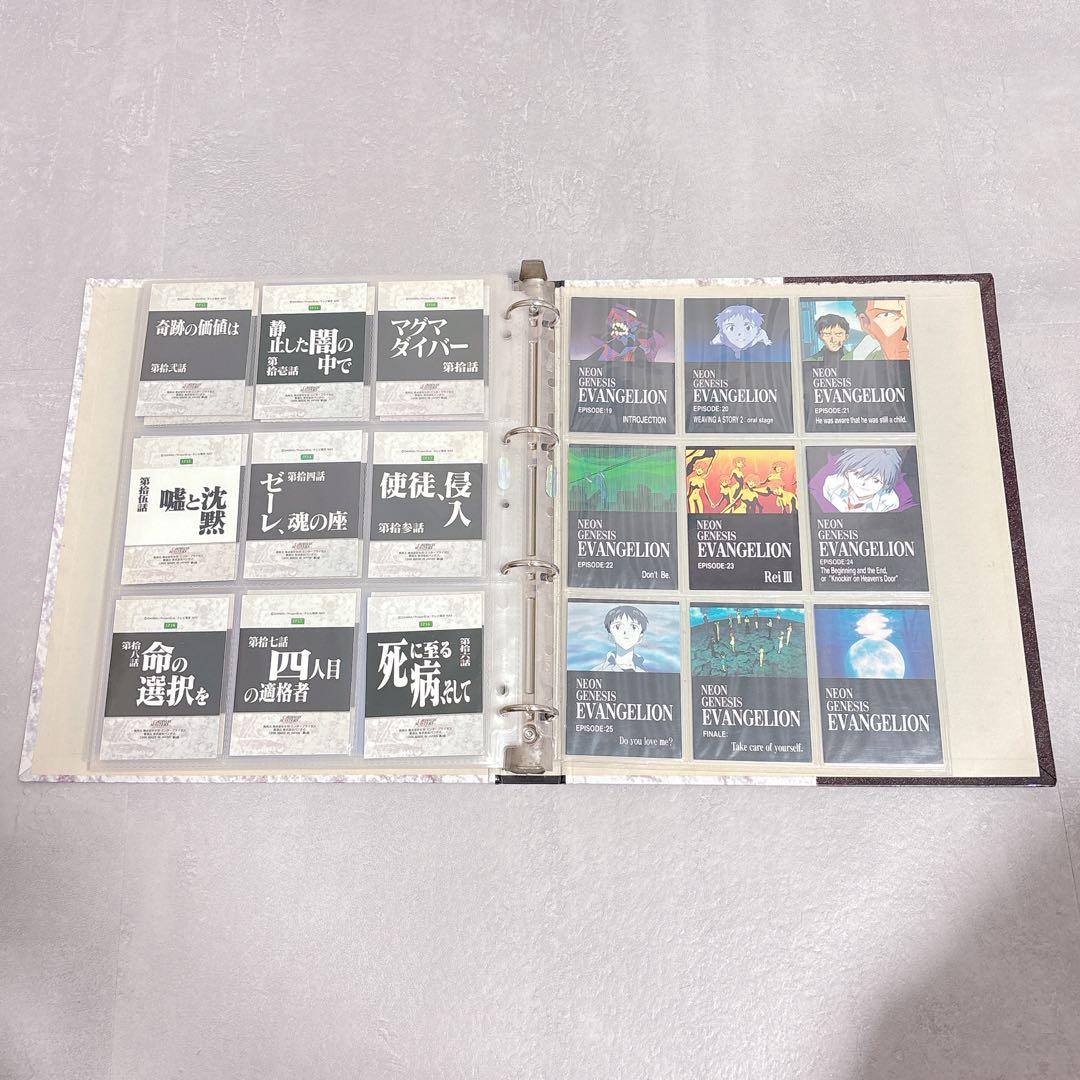 奇跡の価値は
第拾弐話
静止した闇の中で
第拾壱話
マグマ
ダイバー
第拾話
嘘と沈黙
第拾伍話
第拾四話
ゼーレ、魂の座
使徒、侵入
第拾参話
第拾八話
命の
選択を
第拾七話
四人目
の適格者
第拾六話
死に至る
病、そして
NEON
GENESIS
EVANGELION
EPISODE:19
INTROJECTION
NEON
GENESIS
EVANGELION
EPISODE:20
WEAVING A STORY 2 oral stage
NEON
GENESIS
EVANGELION
EPISODE:21
He was aware that he was still a child.
NEON
GENESIS
EVANGELION
EPISODE:22
Don't Be.
NEON
GENESIS
EVANGELION
EPISODE:23
Rei III
NEON
GENESIS
EVANGELION
EPISODE:24
The Beginning and the End,
or "Knockin' on Heaven's Door"
NEON
GENESIS
EVANGELION
EPISODE:25
Do you love me?
NEON
GENESIS
EVANGELION
FINALE:
Take care of yourself.
NEON
GENESIS
EVANGELION